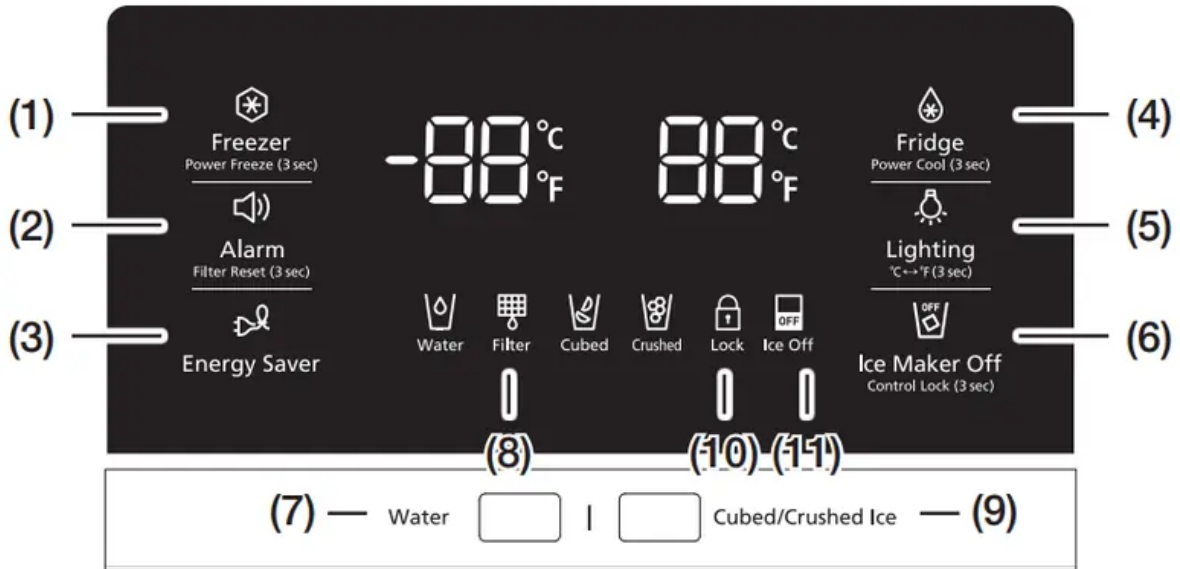 (1)
Freezer
Power Freeze (3 sec)
(2)
Alarm
Filter Reset (3 sec)
(3)
Energy Saver
-88 °C °F
88 °C °F
(4)
Fridge
Power Cool (3 sec)
(5)
Lighting
°C↔°F (3 sec)
(6)
OFF
Ice Maker Off
Control Lock (3 sec)
OFF
Water Filter Cubed Crushed Lock Ice Off
(8) (10) (11)
(7) Water | Cubed/Crushed Ice (9)